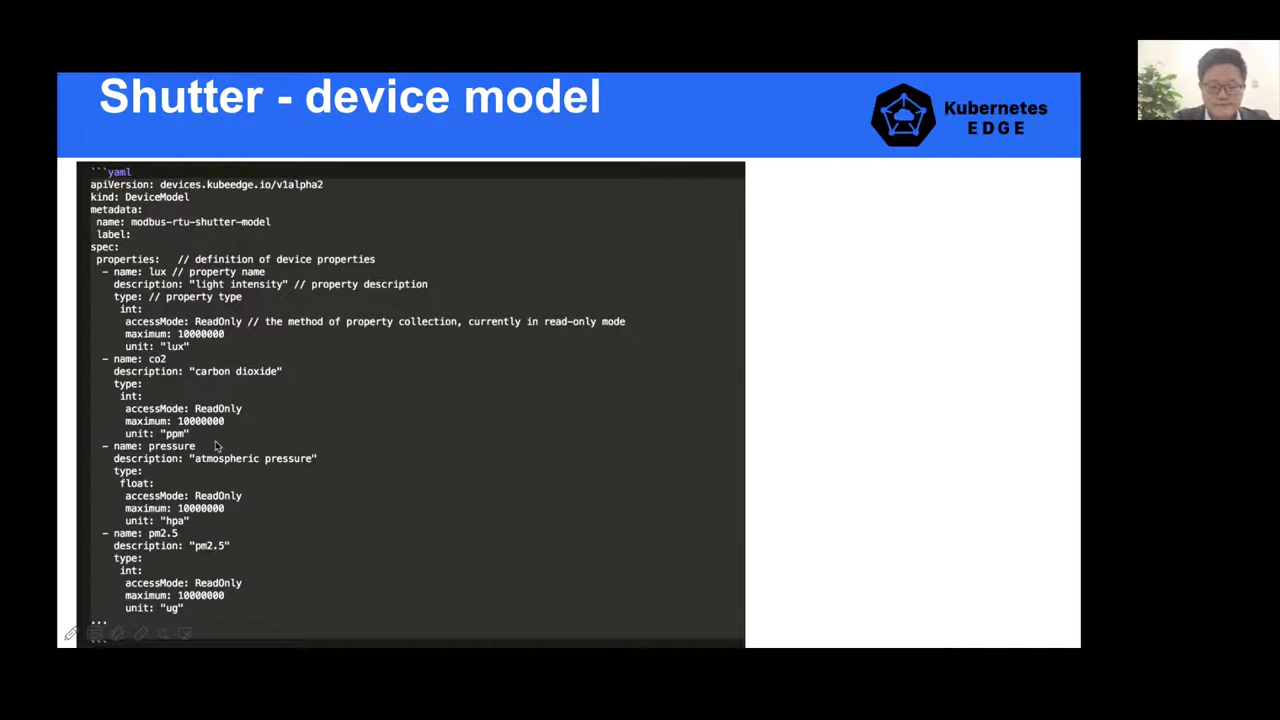 Shutter - device model
Kubernetes
EDGE
```yaml
apiVersion: devices.kubeedge.io/v1alpha2
kind: DeviceModel
metadata:
 name: modbus-rtu-shutter-model
 label:
spec:
 properties:   // definition of device properties
  - name: lux // property name
    description: "light intensity" // property description
    type: // property type
     int:
      accessMode: ReadOnly // the method of property collection, currently in read-only mode
      maximum: 10000000
      unit: "lux"
  - name: co2
    description: "carbon dioxide"
    type:
     int:
      accessMode: ReadOnly
      maximum: 10000000
      unit: "ppm"
  - name: pressure
    description: "atmospheric pressure"
    type:
     float:
      accessMode: ReadOnly
      maximum: 10000000
      unit: "hpa"
  - name: pm2.5
    description: "pm2.5"
    type:
     int:
      accessMode: ReadOnly
      maximum: 10000000
      unit: "ug"
...
```